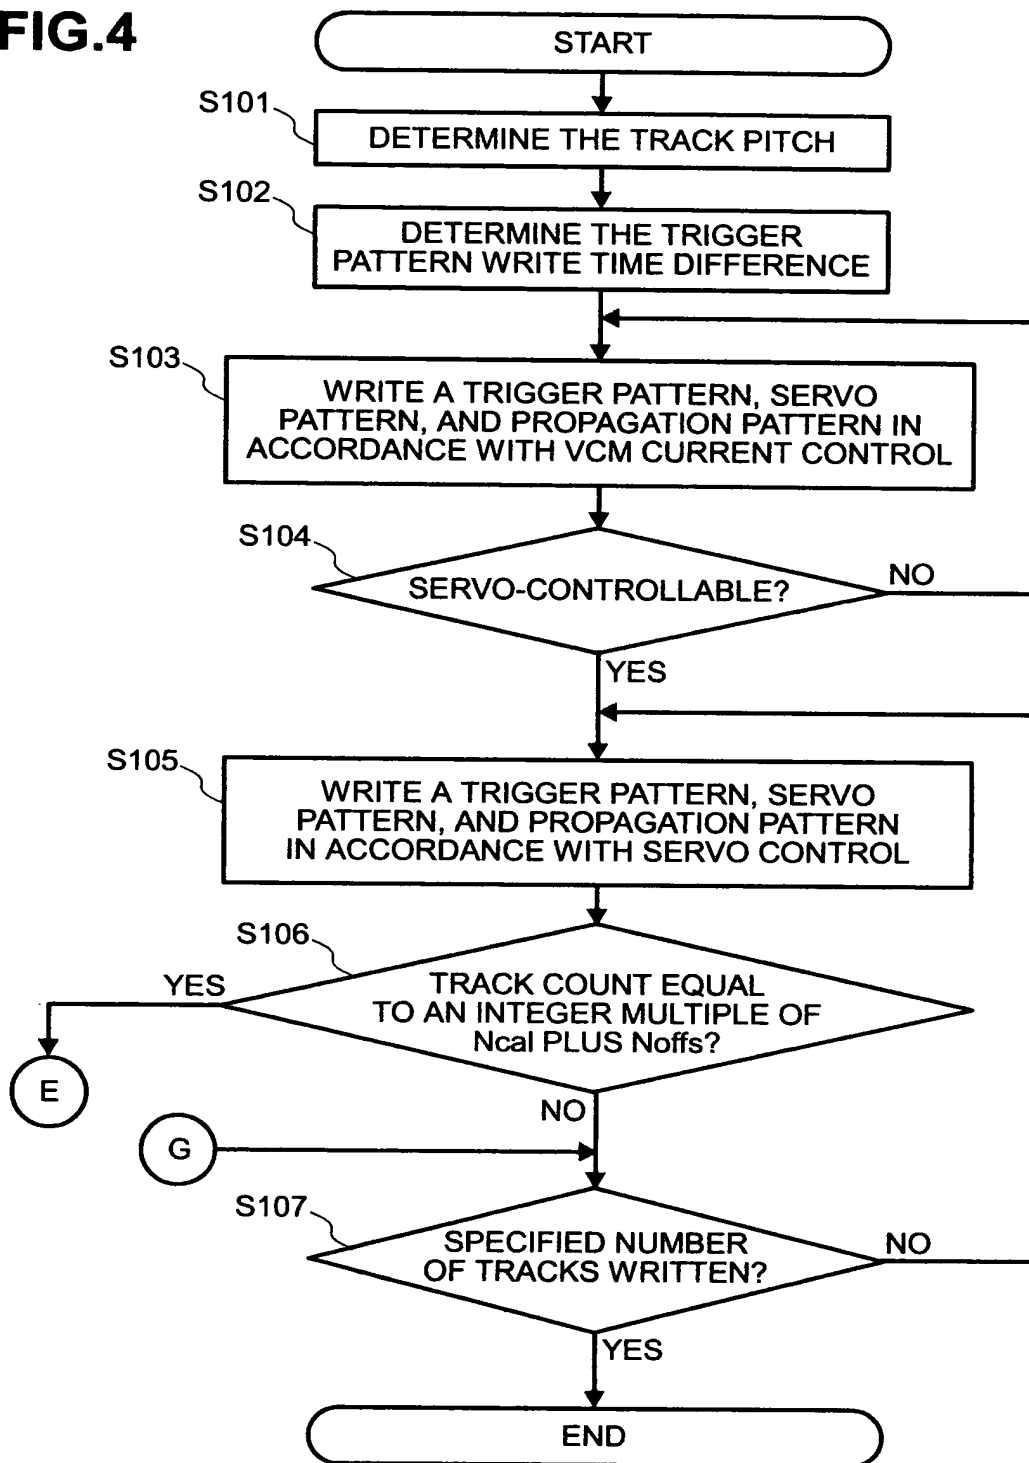 FIG.4
START
S101
DETERMINE THE TRACK PITCH
S102
DETERMINE THE TRIGGER
PATTERN WRITE TIME DIFFERENCE
S103
WRITE A TRIGGER PATTERN, SERVO
PATTERN, AND PROPAGATION PATTERN IN
ACCORDANCE WITH VCM CURRENT CONTROL
S104
SERVO-CONTROLLABLE?
NO
YES
S105
WRITE A TRIGGER PATTERN, SERVO
PATTERN, AND PROPAGATION PATTERN
IN ACCORDANCE WITH SERVO CONTROL
S106
YES
TRACK COUNT EQUAL
TO AN INTEGER MULTIPLE OF
Ncal PLUS Noffs?
E
NO
G
S107
SPECIFIED NUMBER
OF TRACKS WRITTEN?
NO
YES
END